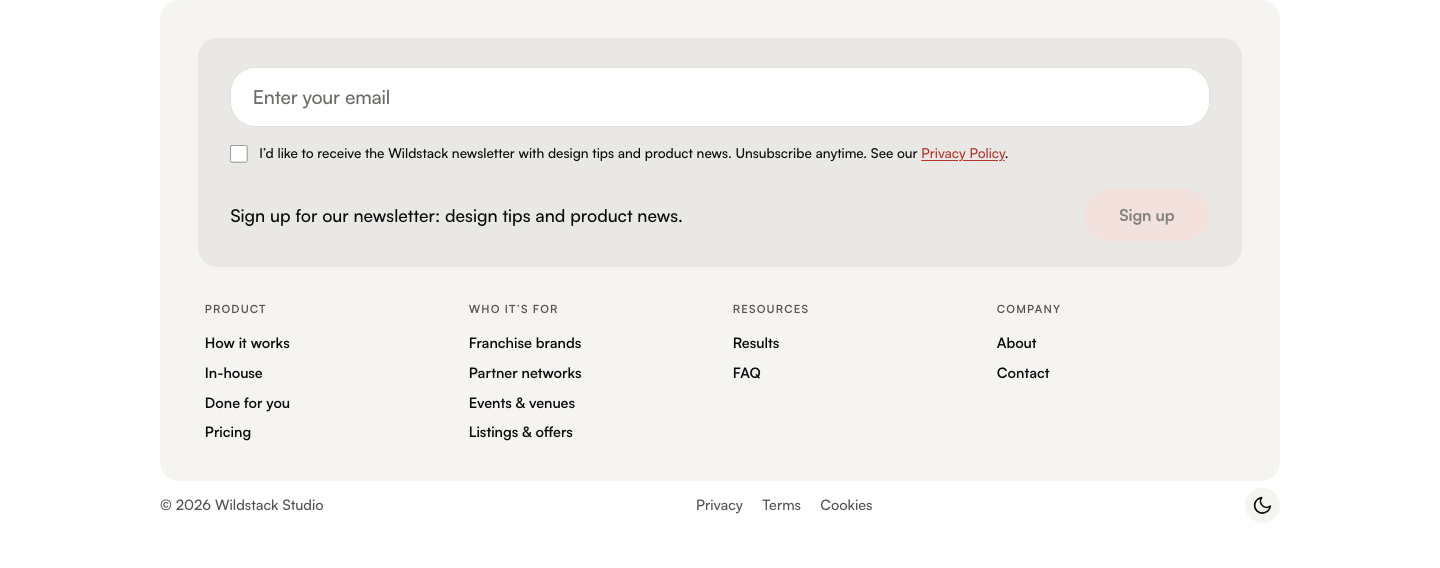 Enter your email
I'd like to receive the Wildstack newsletter with design tips and product news. Unsubscribe anytime. See our Privacy Policy.
Sign up for our newsletter: design tips and product news.
Sign up
PRODUCT
How it works
In-house
Done for you
Pricing
WHO IT'S FOR
Franchise brands
Partner networks
Events & venues
Listings & offers
RESOURCES
Results
FAQ
COMPANY
About
Contact
© 2026 Wildstack Studio
Privacy Terms Cookies